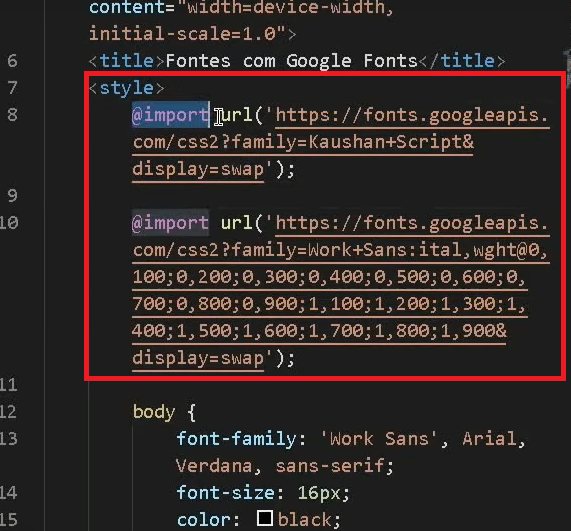 content="width=device-width,
initial-scale=1.0">
6 <title>Fontes com Google Fonts</title>
7 <style>
8 @import url('https://fonts.googleapis.
com/css2?family=Kaushan+Script&
display=swap');
9
10 @import url('https://fonts.googleapis.
com/css2?family=Work+Sans:ital,wght@0,
100;0,200;0,300;0,400;0,500;0,600;0,
700;0,800;0,900;1,100;1,200;1,300;1,
400;1,500;1,600;1,700;1,800;1,900&
display=swap');
11
12 body {
13 font-family: 'Work Sans', Arial,
Verdana, sans-serif;
14 font-size: 16px;
15 color: black;